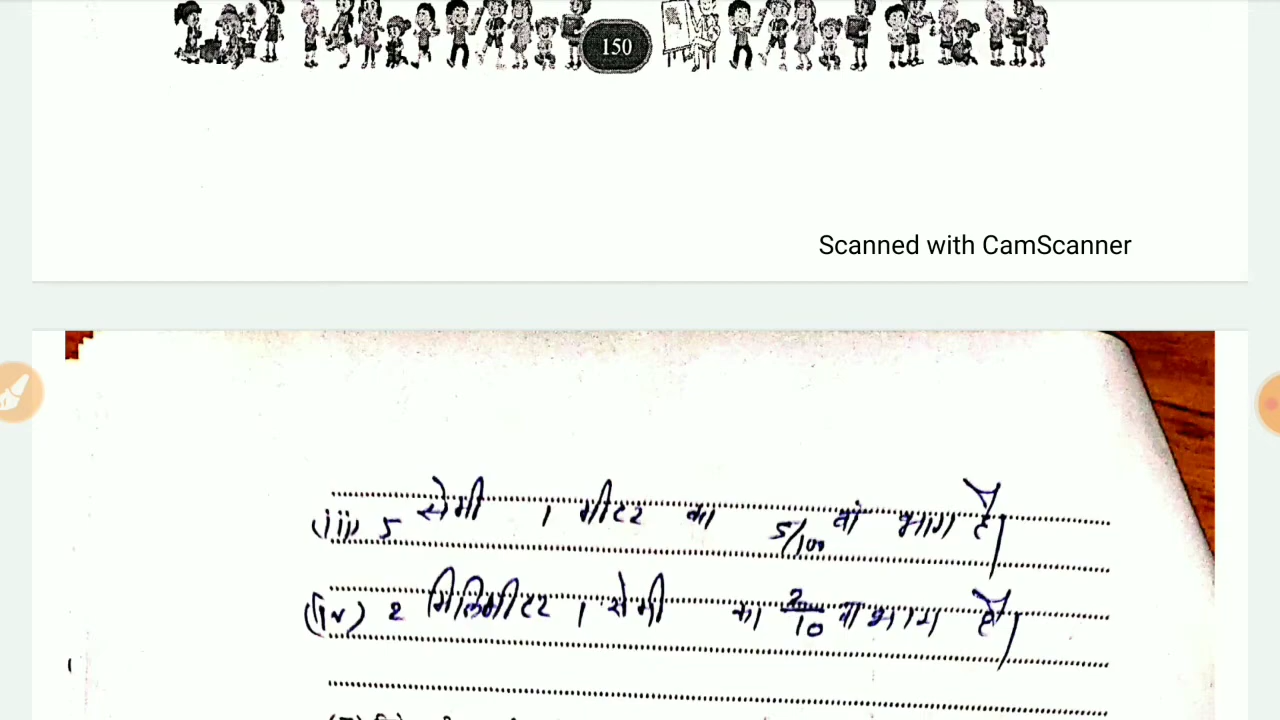 150
Scanned with CamScanner
(iii) 5 सेमी 1 मीटर का 5/100 वां भाग है।
(iv) 2 मिलिमीटर 1 सेमी का 2/10 वां भाग है।